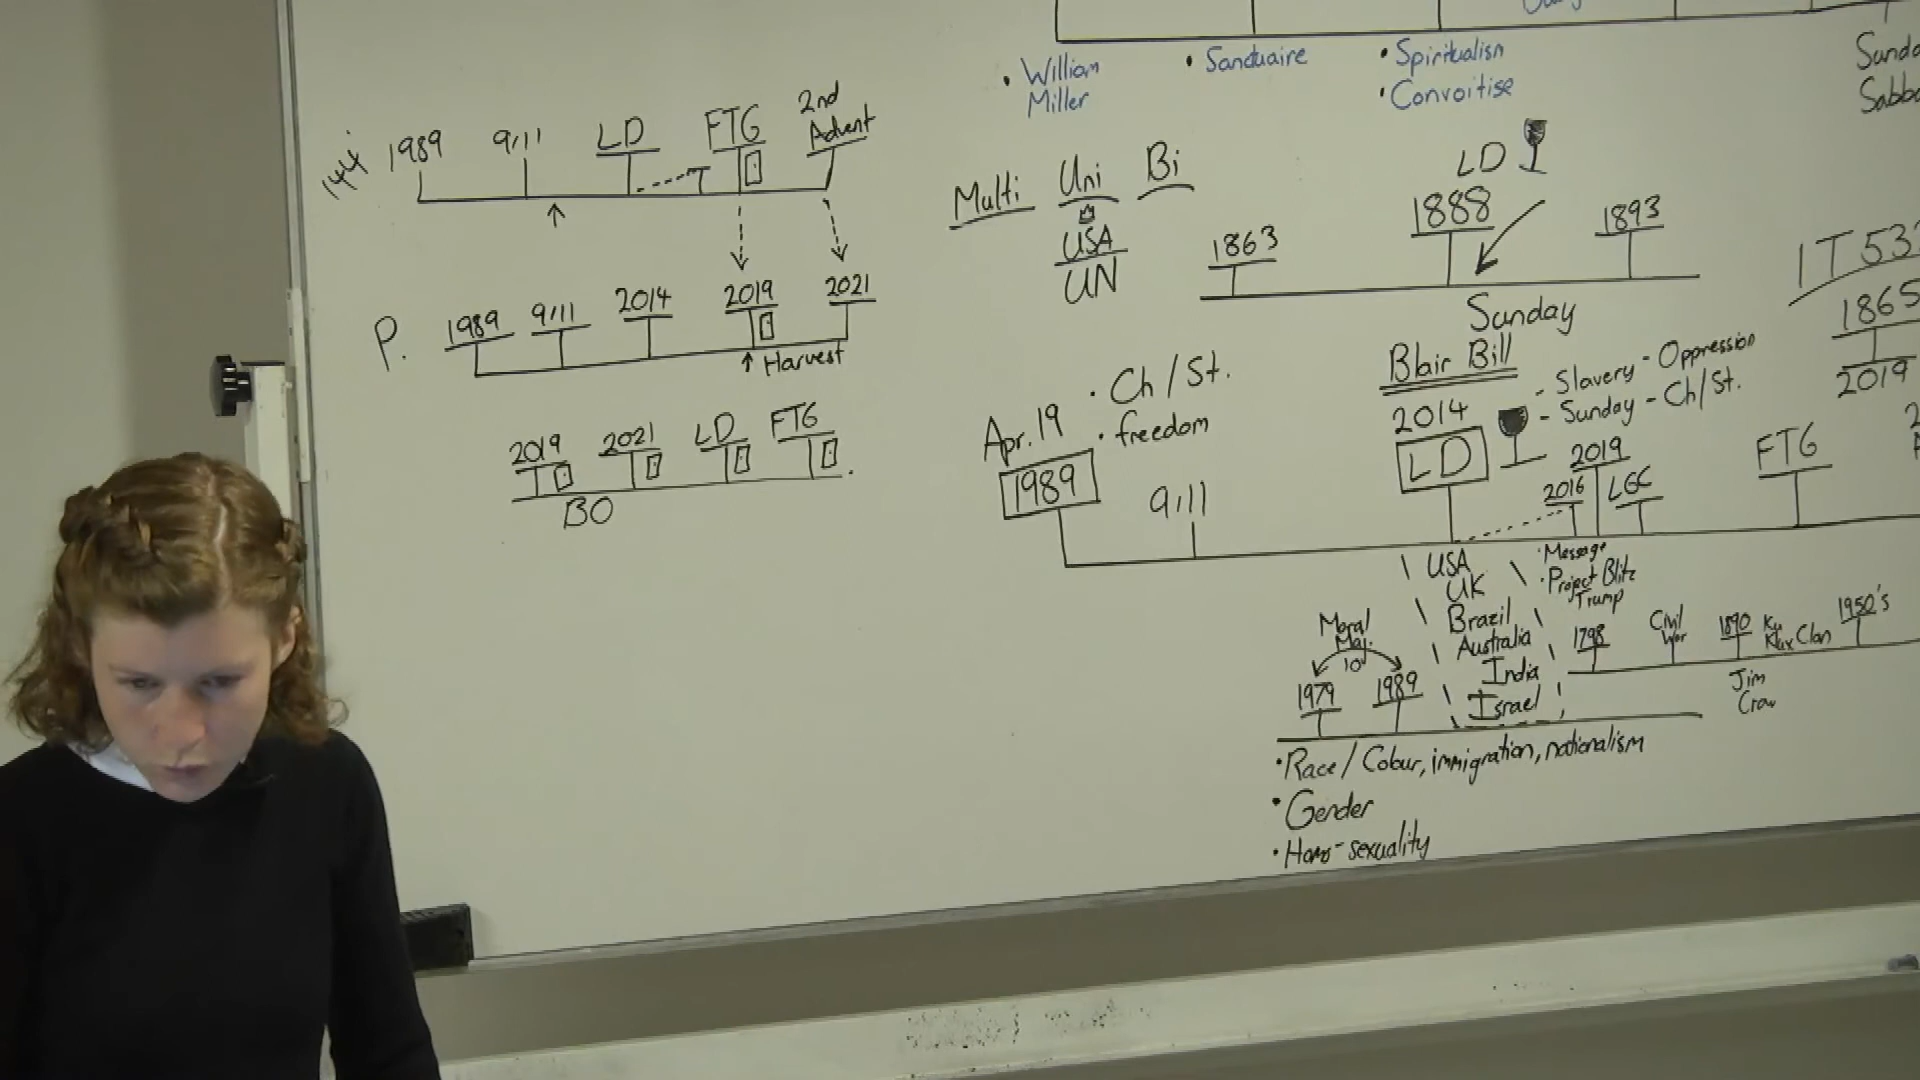 144
1989 9/11 LD FTG 2nd
Advent
P. 1989 9/11 2014 2019 2021
Harvest
2019 2021 LD FTG
BO
• William
Miller
• Sanctuaire
• Spiritualism
• Convoitise
Sabba
Multi Uni Bi
USA
UN
LD
1863 1888 1893
Sunday
1T 53
1865
2019
Apr. 19
1989
• Ch/St.
• freedom
9/11
Blair Bill
2014
LD
- Slavery - Oppression
- Sunday - Ch/St.
2019
2016 LGC
FTG
USA
UK
Brazil
Australia
India
Israel
• Message
• Project Blitz
Trump
Moral
Maj.
10
1979 1989
1798 Civil
War
1890 Ku
Klux Clan
1950's
Jim
Crow
• Race/Colour, immigration, nationalism
• Gender
• Homo-sexuality